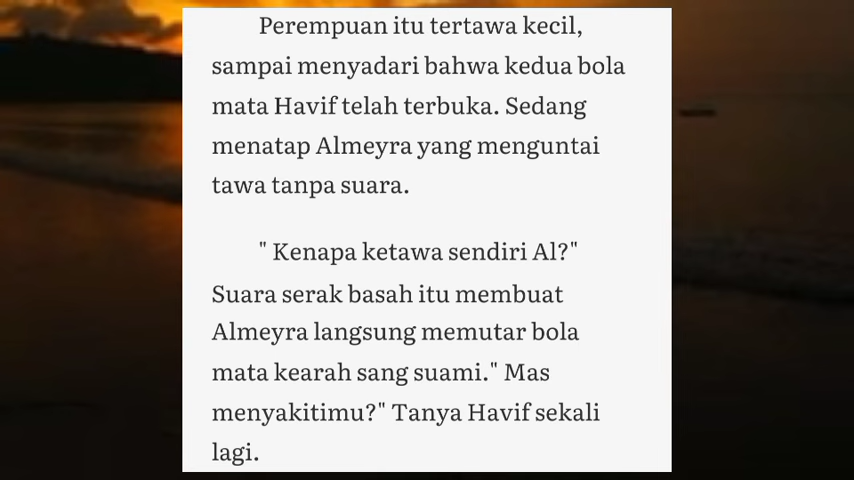 Perempuan itu tertawa kecil,
sampai menyadari bahwa kedua bola
mata Havif telah terbuka. Sedang
menatap Almeyra yang menguntai
tawa tanpa suara.
" Kenapa ketawa sendiri Al?"
Suara serak basah itu membuat
Almeyra langsung memutar bola
mata kearah sang suami." Mas
menyakitimu?" Tanya Havif sekali
lagi.